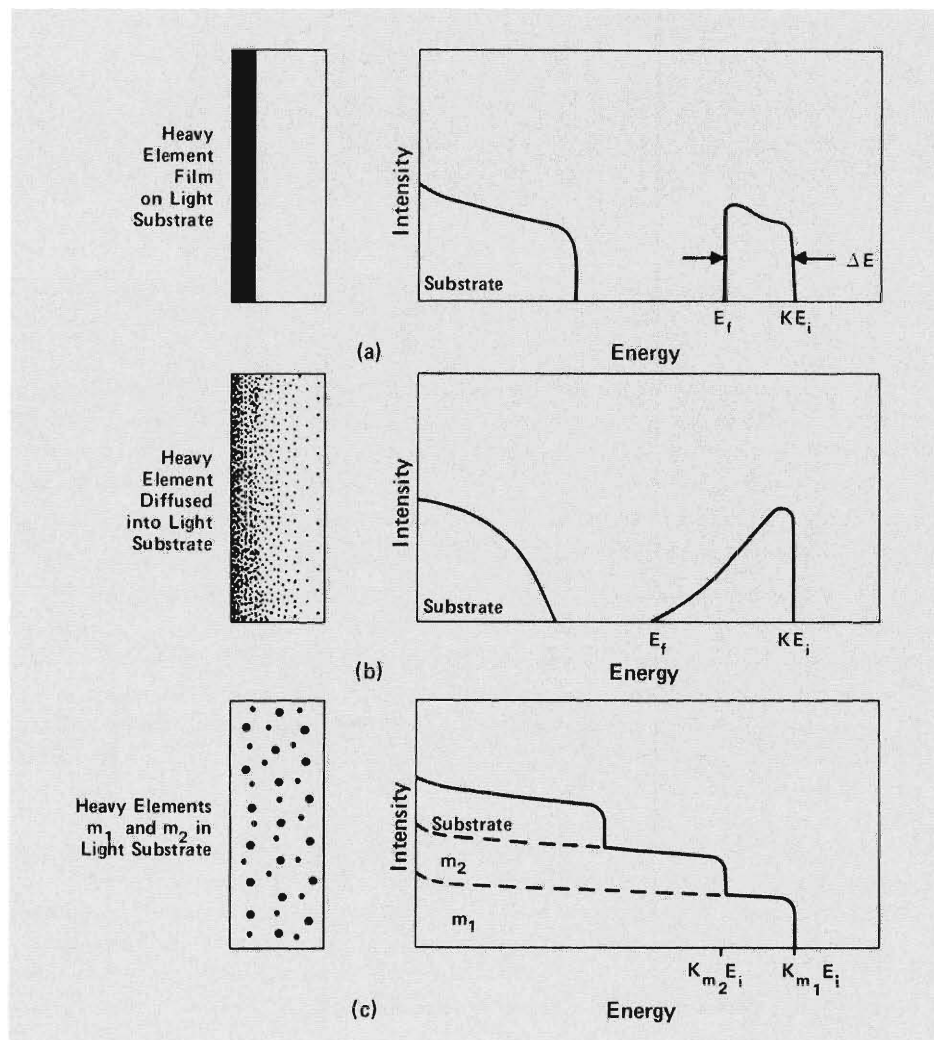 Heavy
Element
Film
on Light
Substrate
Intensity
Substrate
ΔE
E_f
KE_i
(a)
Energy
Heavy
Element
Diffused
into Light
Substrate
Intensity
Substrate
E_f
KE_i
(b)
Energy
Heavy Elements
m_1 and m_2 in
Light Substrate
Intensity
Substrate
m_2
m_1
K_m_2 E_i
K_m_1 E_i
(c)
Energy